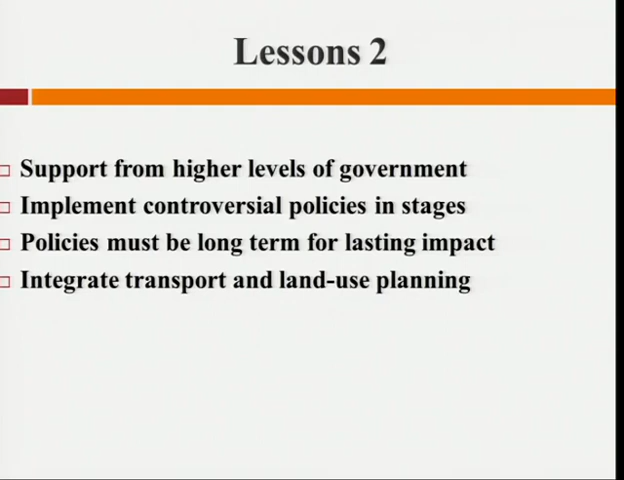 Lessons 2
Support from higher levels of government
Implement controversial policies in stages
Policies must be long term for lasting impact
Integrate transport and land-use planning